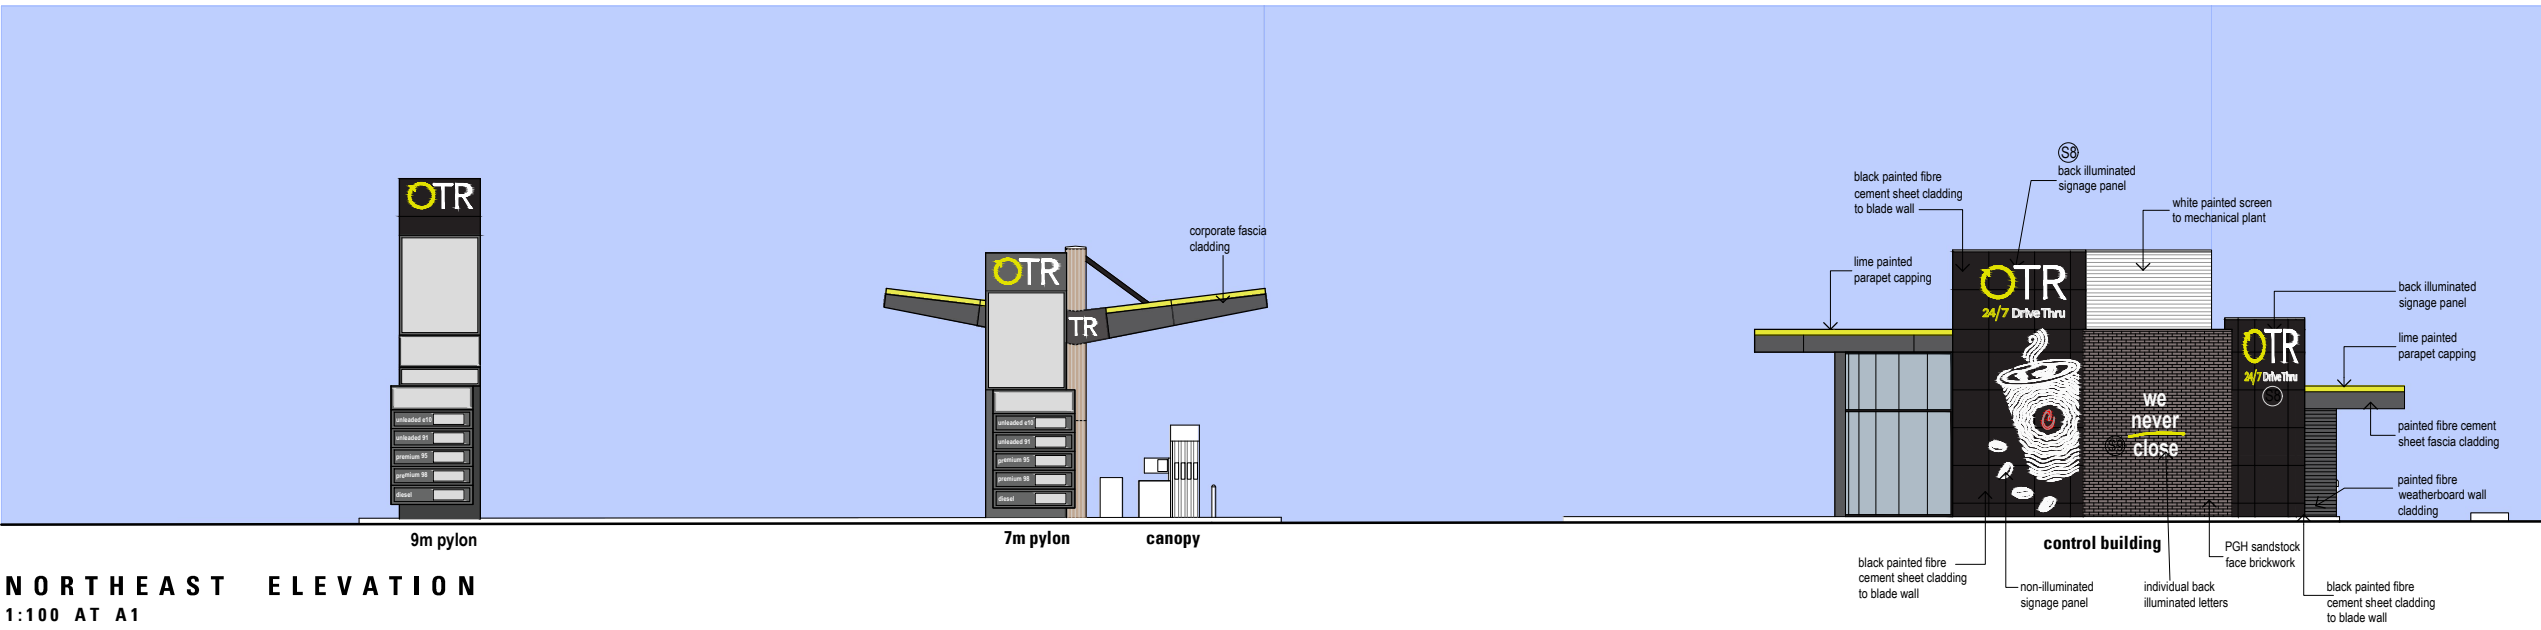 OTR
unleaded e10
unleaded 91
premium 95
premium 98
diesel
9m pylon
OTR
unleaded e10
unleaded 91
premium 95
premium 98
diesel
TR
corporate fascia
cladding
7m pylon
canopy
lime painted
parapet capping
black painted fibre
cement sheet cladding
to blade wall
S8
back illuminated
signage panel
white painted screen
to mechanical plant
OTR
24/7 Drive Thru
we
never
close
OTR
24/7 Drive Thru
back illuminated
signage panel
lime painted
parapet capping
painted fibre cement
sheet fascia cladding
painted fibre
weatherboard wall
cladding
control building
black painted fibre
cement sheet cladding
to blade wall
non-illuminated
signage panel
individual back
illuminated letters
PGH sandstock
face brickwork
black painted fibre
cement sheet cladding
to blade wall
NORTHEAST ELEVATION
1:100 AT A1